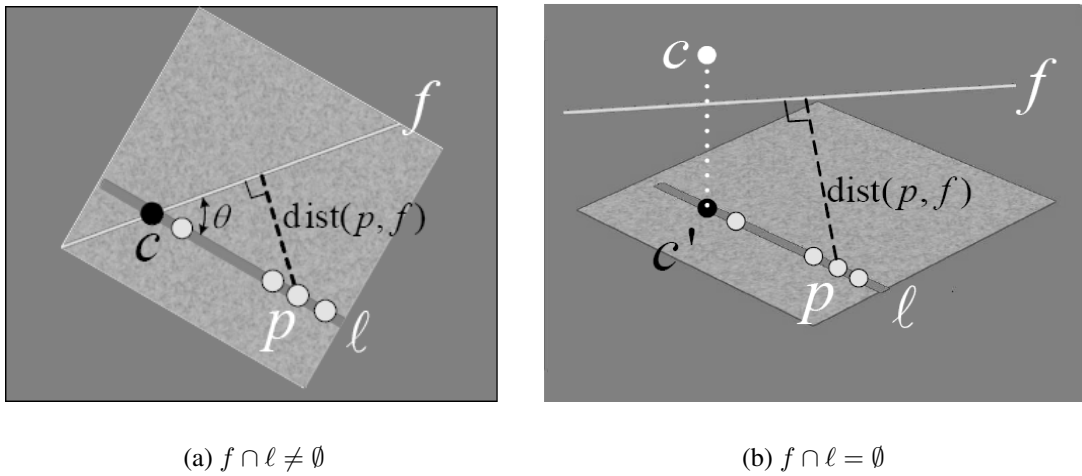 f
θ
dist(p, f)
c
p
ℓ
(a) f ∩ ℓ ≠ ∅
c
f
dist(p, f)
c'
p
ℓ
(b) f ∩ ℓ = ∅